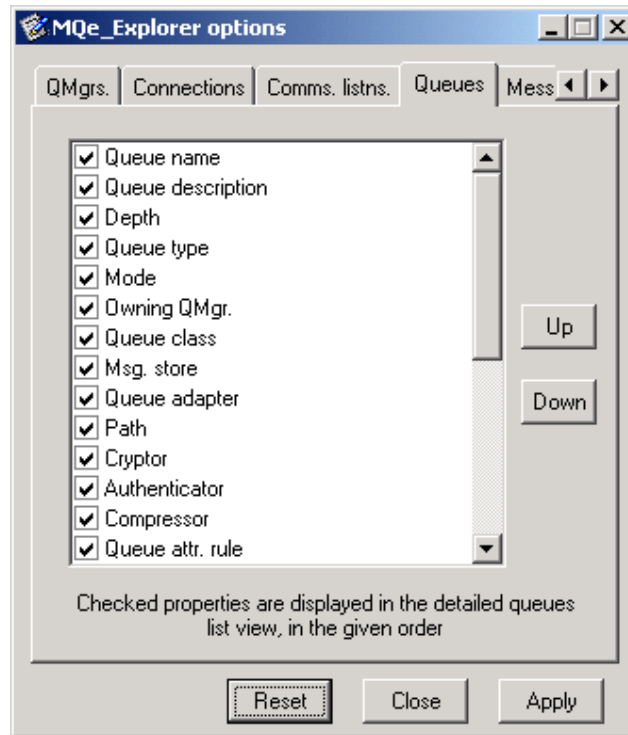 MQe_Explorer options
QMgrs. Connections Comms. listns. Queues Mess
Queue name
Queue description
Depth
Queue type
Mode
Owning QMgr.
Queue class
Msg. store
Queue adapter
Path
Cryptor
Authenticator
Compressor
Queue attr. rule
Up
Down
Checked properties are displayed in the detailed queues
list view, in the given order
Reset Close Apply